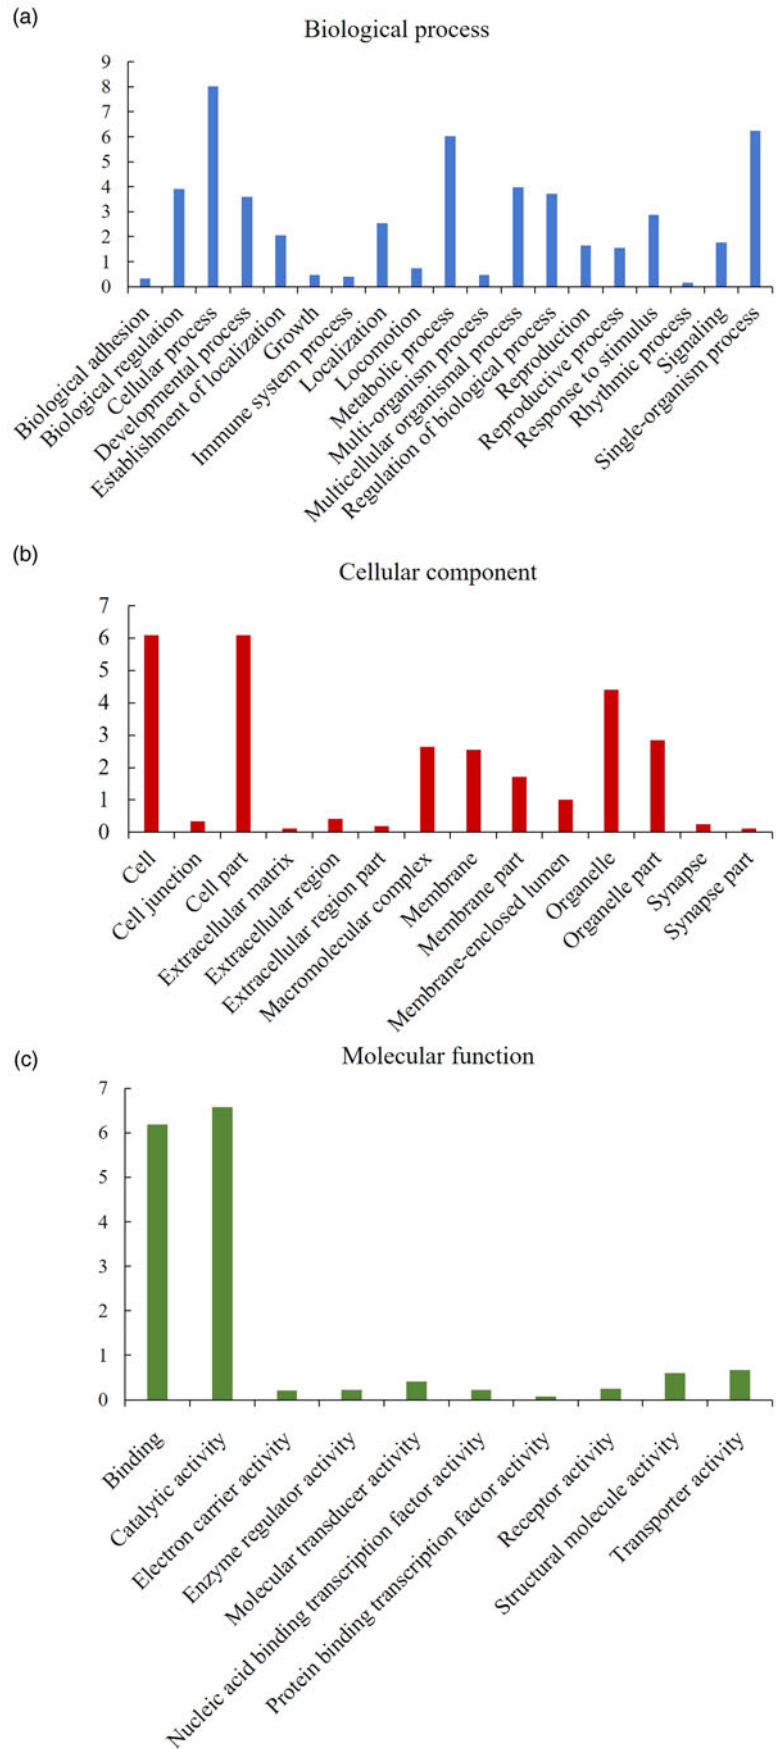 (a)
Biological process
9
8
7
6
5
4
3
2
1
0
Biological adhesion
Biological regulation
Cellular process
Developmental process
Establishment of localization
Growth
Immune system process
Localization
Locomotion
Metabolic process
Multi-organism process
Multicellular organismal process
Regulation of biological process
Reproduction
Reproductive process
Response to stimulus
Rhythmic process
Signaling
Single-organism process
(b)
Cellular component
7
6
5
4
3
2
1
0
Cell
Cell junction
Cell part
Extracellular matrix
Extracellular region
Extracellular region part
Macromolecular complex
Membrane
Membrane part
Membrane-enclosed lumen
Organelle
Organelle part
Synapse
Synapse part
(c)
Molecular function
7
6
5
4
3
2
1
0
Binding
Catalytic activity
Electron carrier activity
Enzyme regulator activity
Molecular transducer activity
Nucleic acid binding transcription factor activity
Protein binding transcription factor activity
Receptor activity
Structural molecule activity
Transporter activity